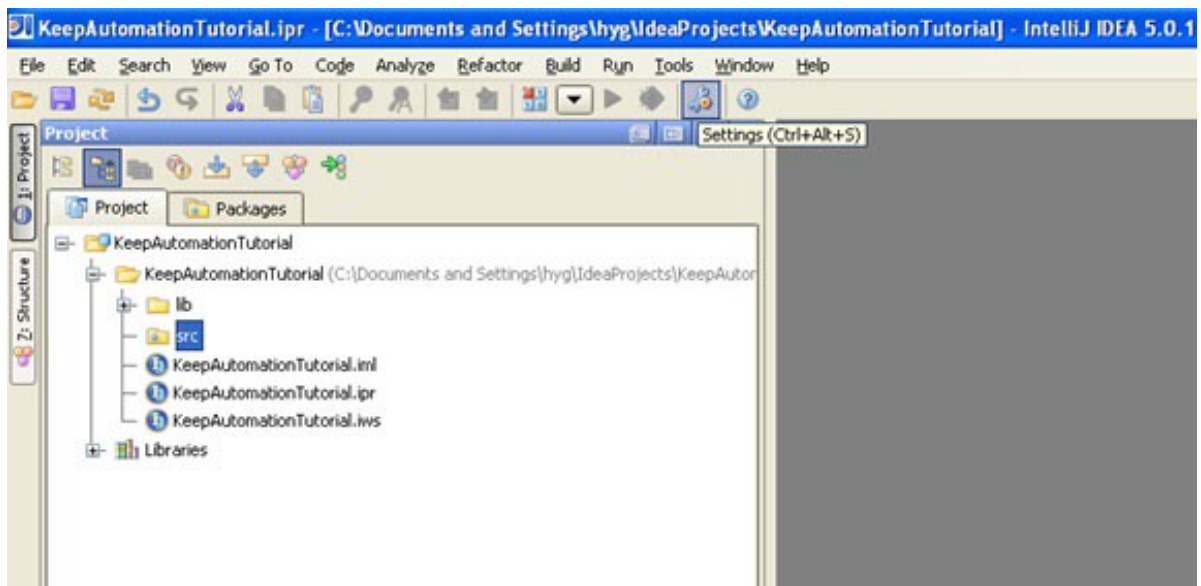 KeepAutomationTutorial.ipr - [C:\Documents and Settings\hyg\IdeaProjects\KeepAutomationTutorial] - IntelliJ IDEA 5.0.1
File Edit Search View Go To Code Analyze Refactor Build Run Tools Window Help
Project
Settings (Ctrl+Alt+S)
1: Project
Project Packages
KeepAutomationTutorial
KeepAutomationTutorial (C:\Documents and Settings\hyg\IdeaProjects\KeepAutor
lib
src
KeepAutomationTutorial.iml
KeepAutomationTutorial.ipr
KeepAutomationTutorial.iws
Libraries
Z: Structure